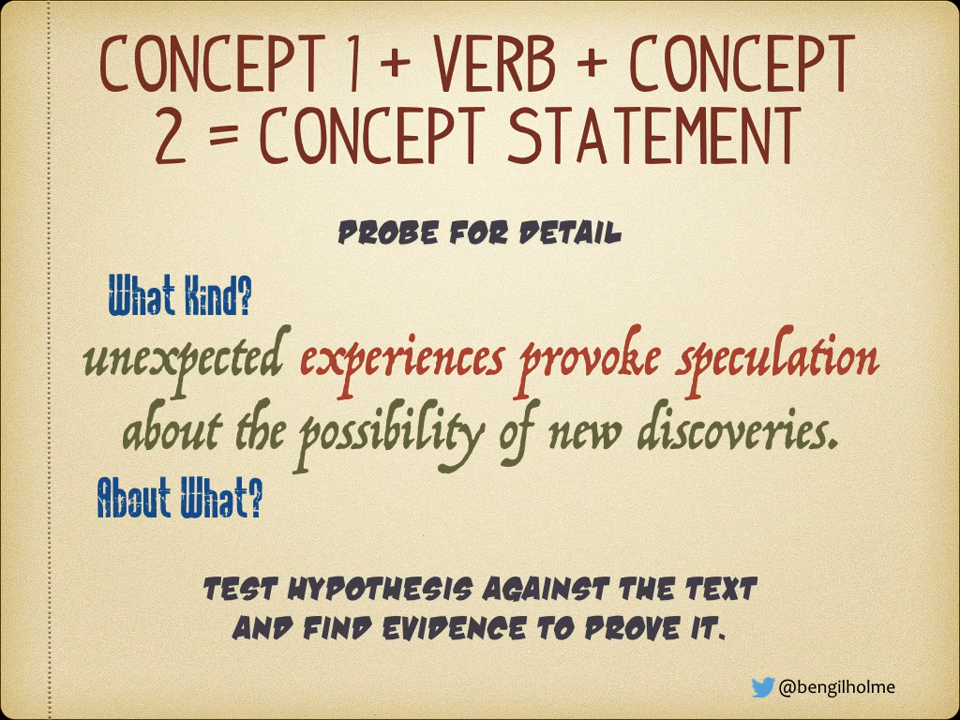 CONCEPT 1 + VERB + CONCEPT
2 = CONCEPT STATEMENT
PROBE FOR DETAIL
What Kind?
unexpected experiences provoke speculation
about the possibility of new discoveries.
About What?
TEST HYPOTHESIS AGAINST THE TEXT
AND FIND EVIDENCE TO PROVE IT.
@bengilholme